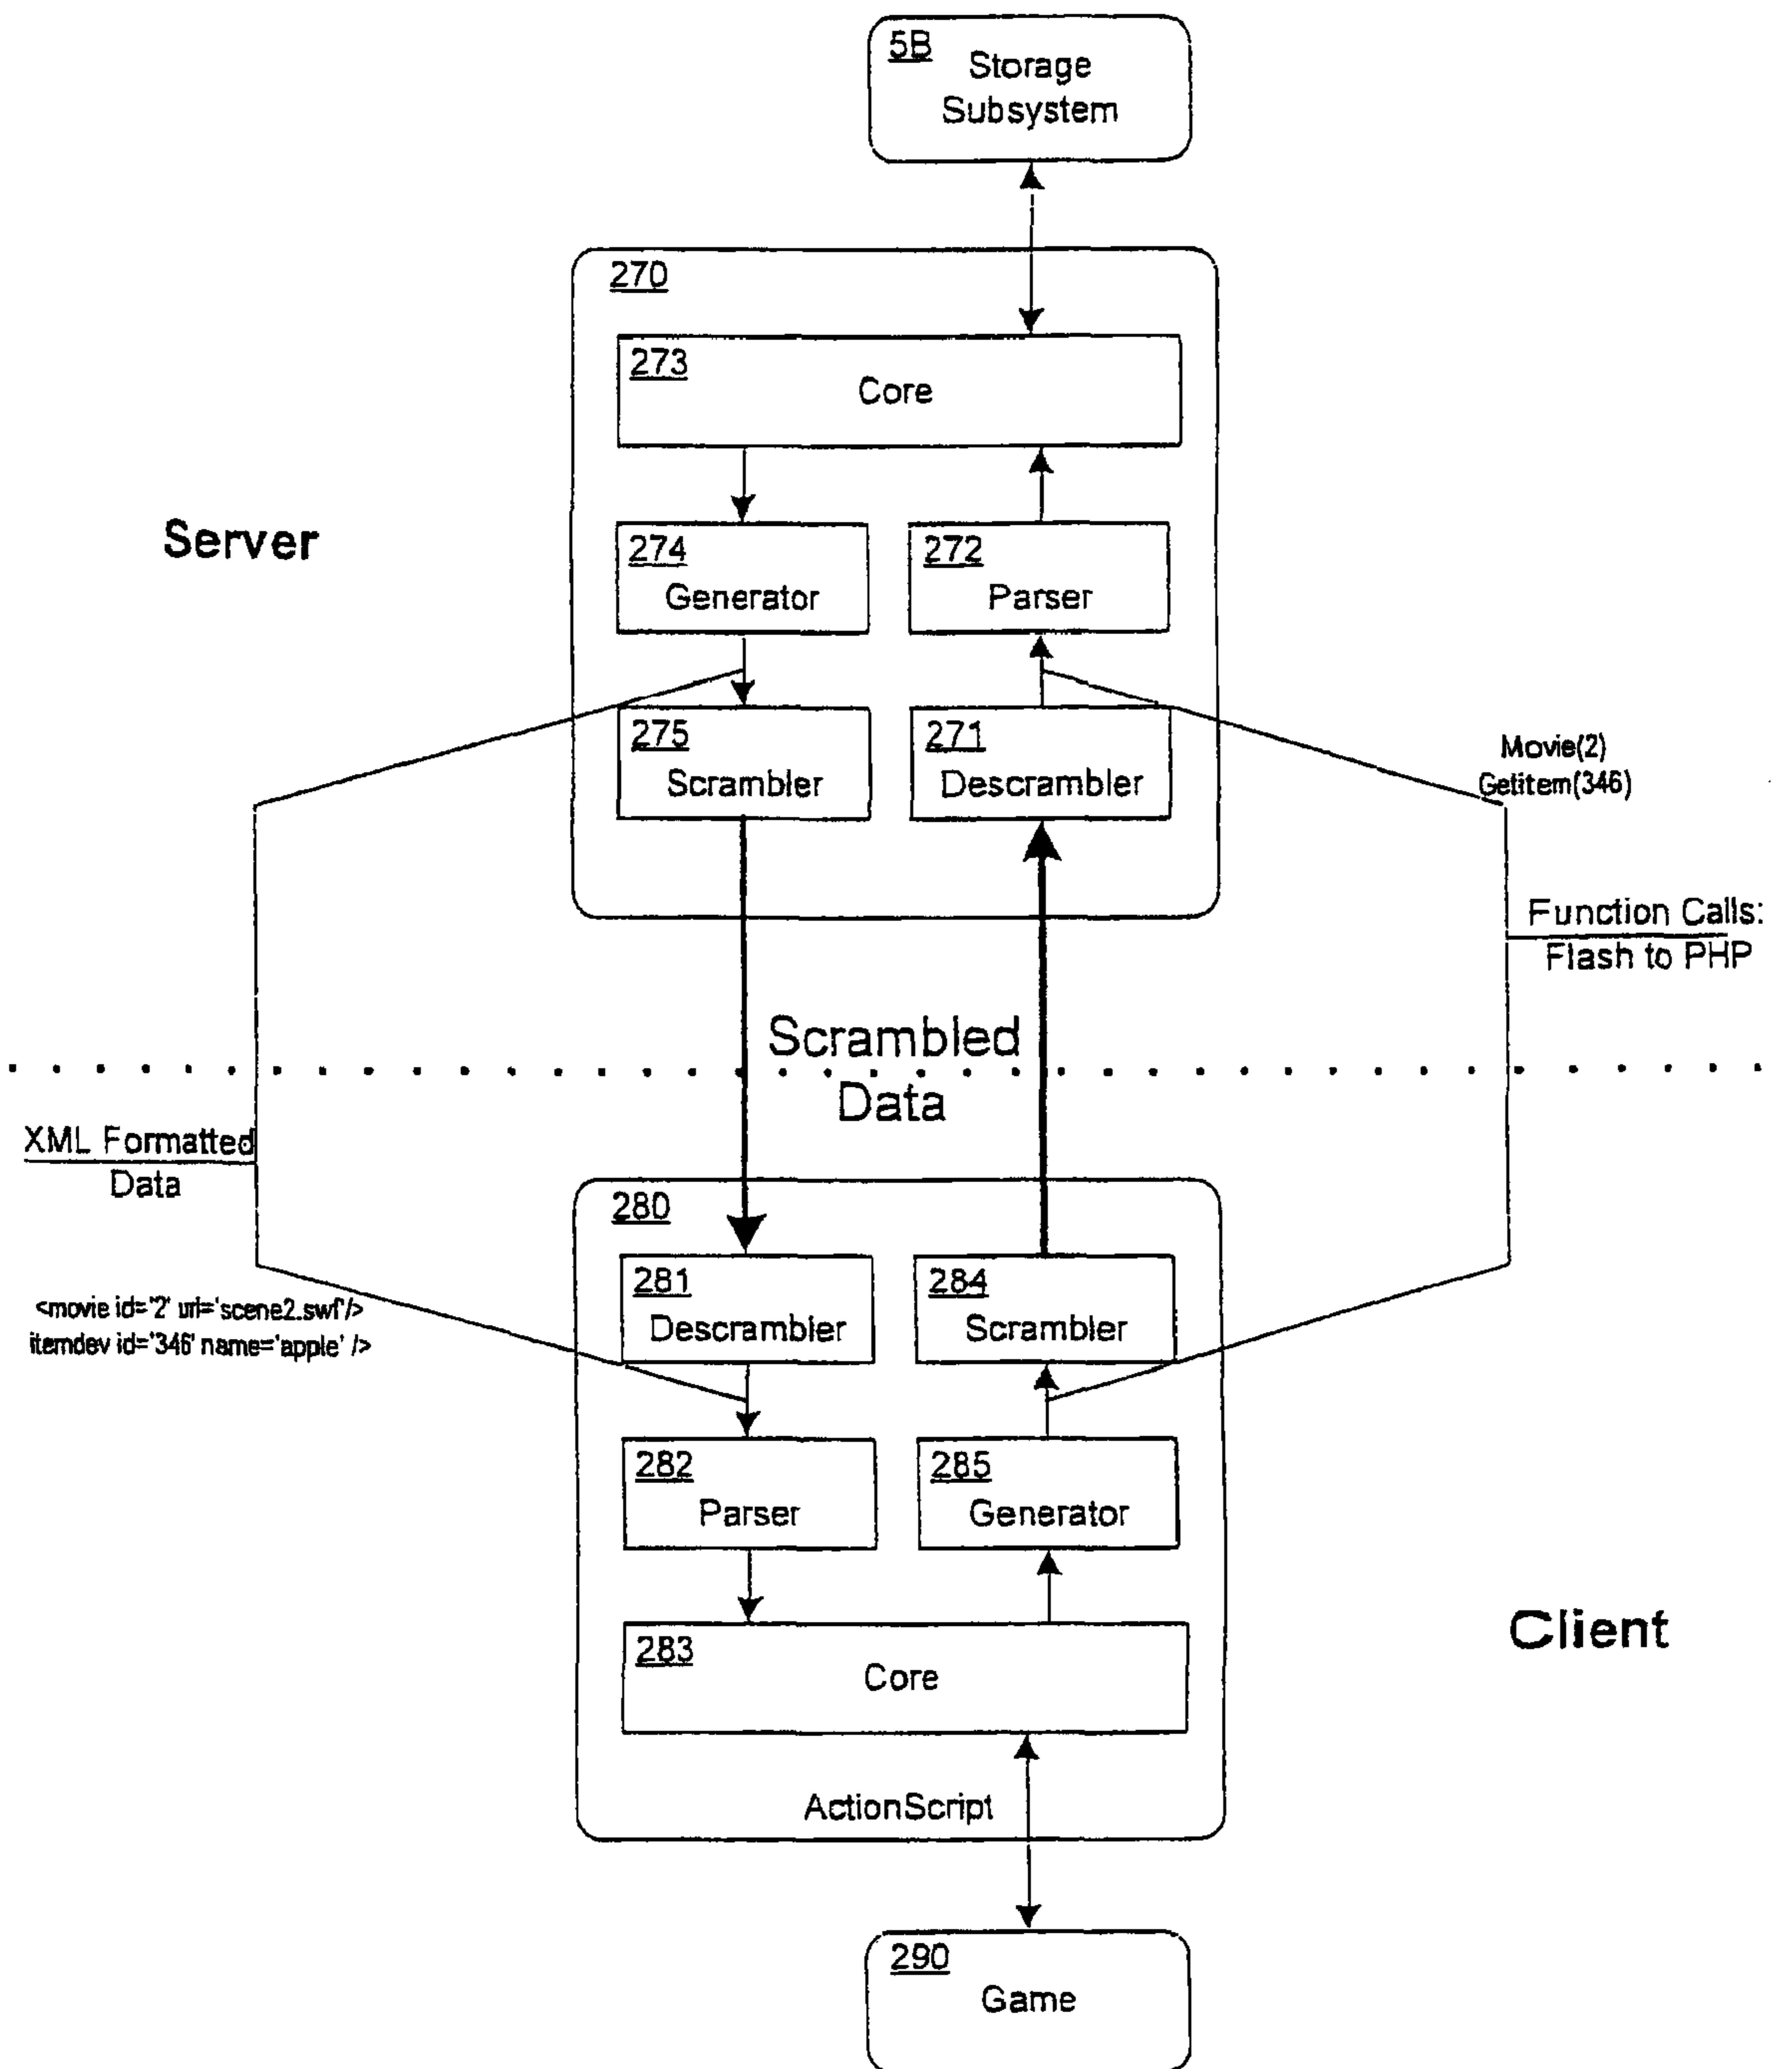 5B
Storage
Subsystem
270
273
Core
Server
274
Generator
272
Parser
275
Scrambler
271
Descrambler
Movie(2)
GetItem(346)
Function Calls:
Flash to PHP
Scrambled
Data
XML Formatted
Data
280
281
Descrambler
284
Scrambler
<movie id='2' url='scene2.swf'/>
itemdev id='346' name='apple' />
282
Parser
285
Generator
283
Core
Client
ActionScript
290
Game